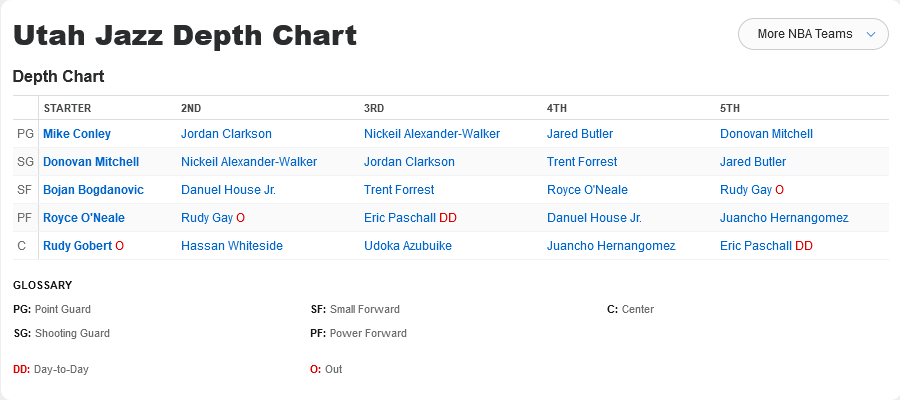 Utah Jazz Depth Chart
More NBA Teams
Depth Chart
STARTER 2ND 3RD 4TH 5TH
PG Mike Conley Jordan Clarkson Nickeil Alexander-Walker Jared Butler Donovan Mitchell
SG Donovan Mitchell Nickeil Alexander-Walker Jordan Clarkson Trent Forrest Jared Butler
SF Bojan Bogdanovic Danuel House Jr. Trent Forrest Royce O'Neale Rudy Gay O
PF Royce O'Neale Rudy Gay O Eric Paschall DD Danuel House Jr. Juancho Hernangomez
C Rudy Gobert O Hassan Whiteside Udoka Azubuike Juancho Hernangomez Eric Paschall DD
GLOSSARY
PG: Point Guard SF: Small Forward C: Center
SG: Shooting Guard PF: Power Forward
DD: Day-to-Day O: Out